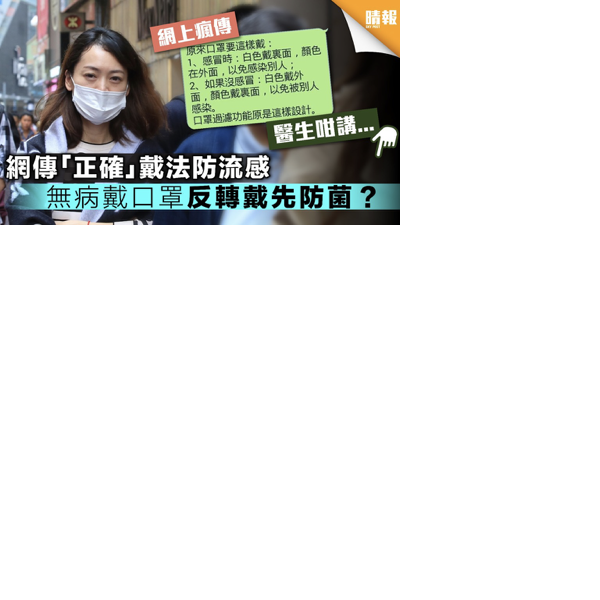 晴報
網上瘋傳
原來口罩要這樣戴：
1、感冒時：白色戴裏面，顏色
在外面，以免感染別人；
2、如果沒感冒：白色戴外
面，顏色戴裏面，以免被別人
感染。
口罩過濾功能原是這樣設計。
醫生咁講...
網傳「正確」戴法防流感
無病戴口罩反轉戴先防菌？